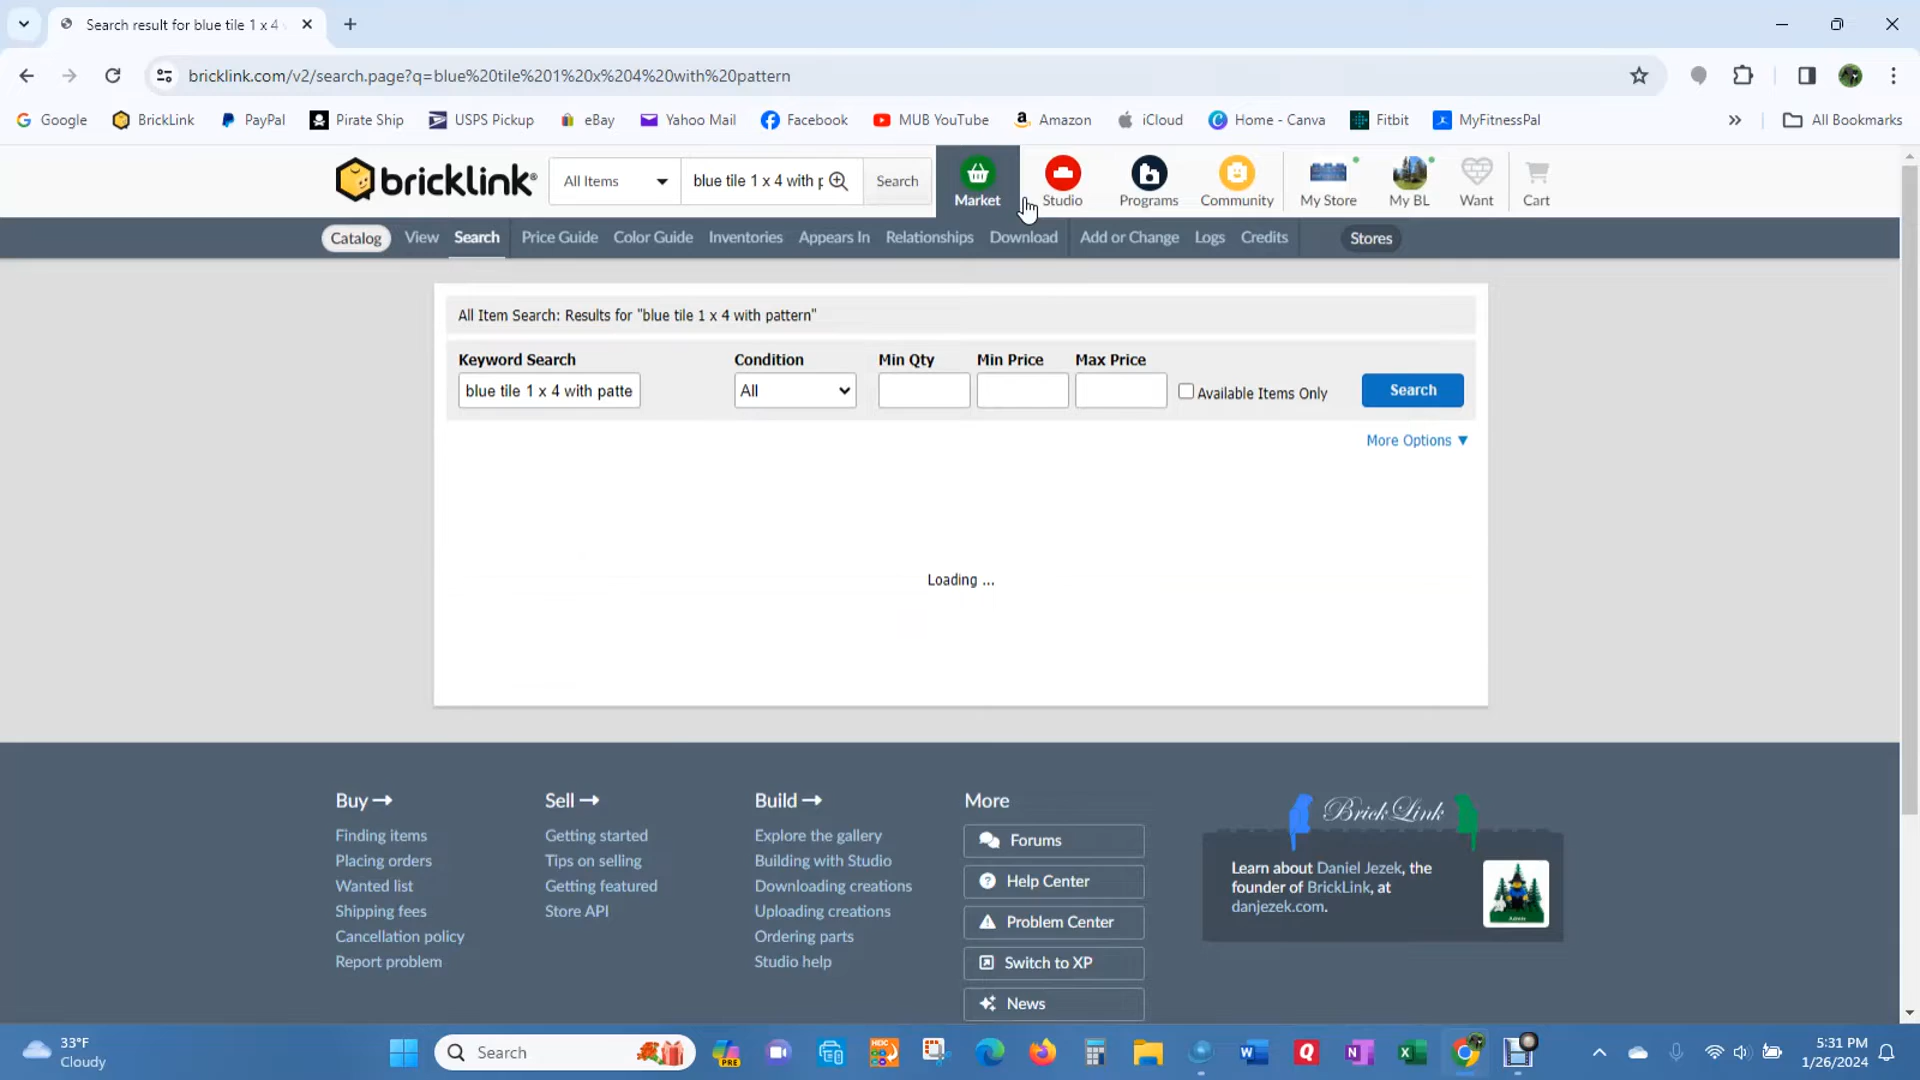 Search result for blue tile 1 x 4
bricklink.com/v2/search.page?q=blue%20tile%201%20x%204%20with%20pattern
Google BrickLink PayPal Pirate Ship USPS Pickup eBay Yahoo Mail Facebook MUB YouTube Amazon iCloud Home - Canva Fitbit MyFitnessPal » All Bookmarks
bricklink® All Items blue tile 1 x 4 with p Search Market Studio Programs Community My Store My BL Want Cart
Catalog View Search Price Guide Color Guide Inventories Appears In Relationships Download Add or Change Logs Credits Stores
All Item Search: Results for "blue tile 1 x 4 with pattern"
Keyword Search Condition Min Qty Min Price Max Price
blue tile 1 x 4 with patte All Available Items Only Search
More Options ▼
Loading ...
Buy → Sell → Build → More
Finding items
Placing orders
Wanted list
Shipping fees
Cancellation policy
Report problem
Getting started
Tips on selling
Getting featured
Store API
Explore the gallery
Building with Studio
Downloading creations
Uploading creations
Ordering parts
Studio help
Forums
Help Center
Problem Center
Switch to XP
News
BrickLink
Learn about Daniel Jezek, the
founder of BrickLink, at
danjezek.com.
Admin
33°F
Cloudy
Search
PRE
5:31 PM
1/26/2024